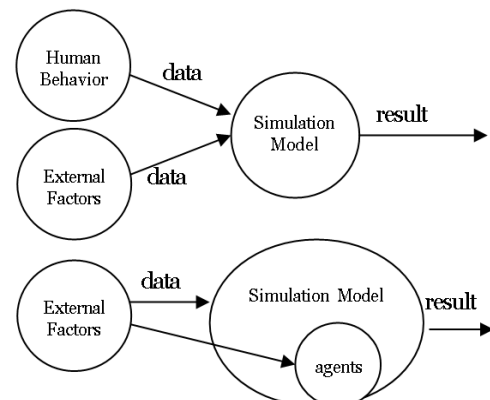 Human
Behavior
data
Simulation
Model
result
External
Factors
data
External
Factors
data
Simulation Model
result
agents